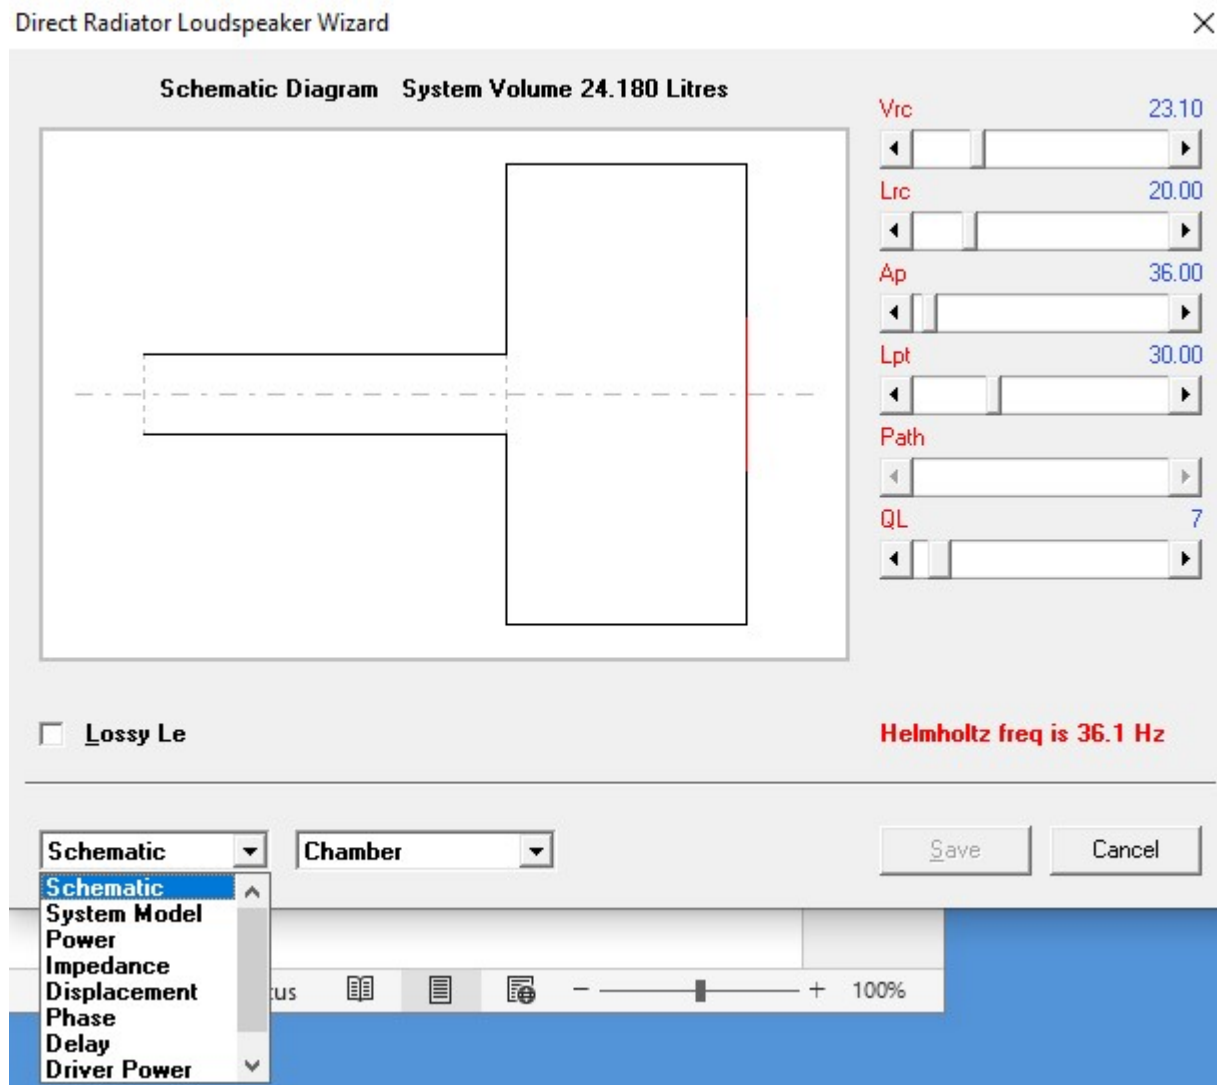 Direct Radiator Loudspeaker Wizard
Schematic Diagram System Volume 24.180 Litres
Vrc 23.10
Lrc 20.00
Ap 36.00
Lpt 30.00
Path
QL 7
Lossy Le
Helmholtz freq is 36.1 Hz
Schematic Chamber Save Cancel
Schematic
System Model
Power
Impedance
Displacement
Phase
Delay
Driver Power
100%